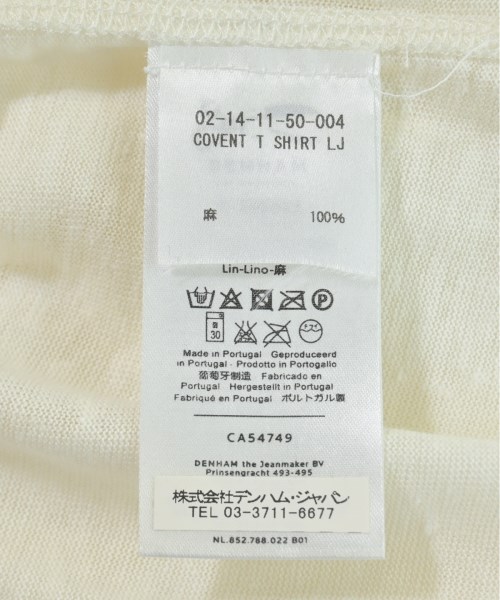 02-14-11-50-004
COVENT T SHIRT LJ
麻 100%
Lin-Lino-麻
P
30
Made in Portugal Geproduceerd
in Portugal - Prodotto in Portogallo
葡萄牙制造 Fabricado en
Portugal Hergestellt in Portugal
Fabriqué en Portugal ポルトガル製
CA54749
DENHAM the Jeanmaker BV
Prinsengracht 493-495
株式会社デンハム・ジャパン
TEL 03-3711-6677
NL.852.788.022 B01